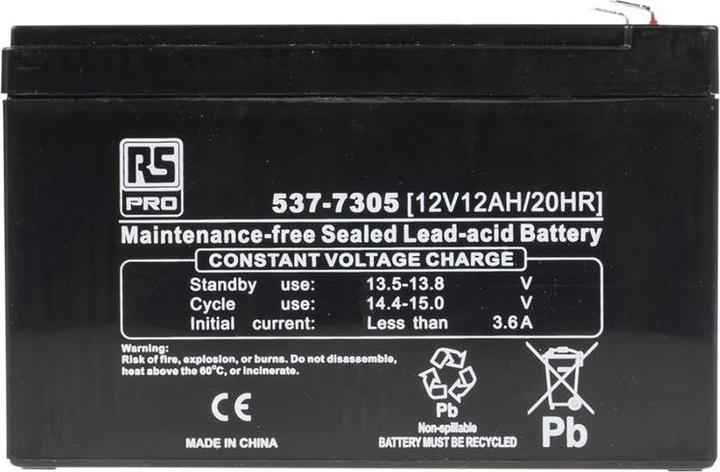 RS
PRO
537-7305 [12V12AH/20HR]
Maintenance-free Sealed Lead-acid Battery
CONSTANT VOLTAGE CHARGE
Standby use: 13.5-13.8 V
Cycle use: 14.4-15.0 V
Initial current: Less than 3.6A
Warning:
Risk of fire, explosion, or burns. Do not disassemble,
heat above the 60°C, or incinerate.
CE
MADE IN CHINA
Pb
Non-spillable
BATTERY MUST BE RECYCLED
Pb